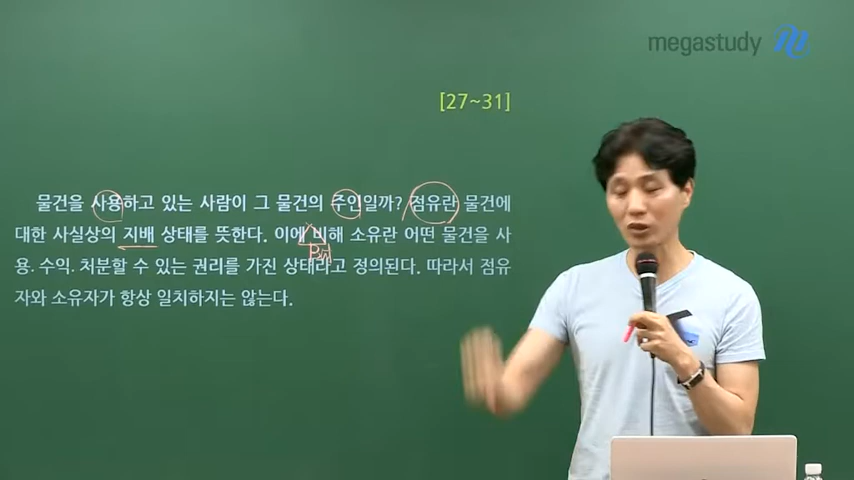 megastudy
[27~31]
물건을 사용하고 있는 사람이 그 물건의 주인일까? 점유란 물건에
대한 사실상의 지배 상태를 뜻한다. 이에 비해 소유란 어떤 물건을 사
용·수익·처분할 수 있는 권리를 가진 상태라고 정의된다. 따라서 점유
자와 소유자가 항상 일치하지는 않는다.